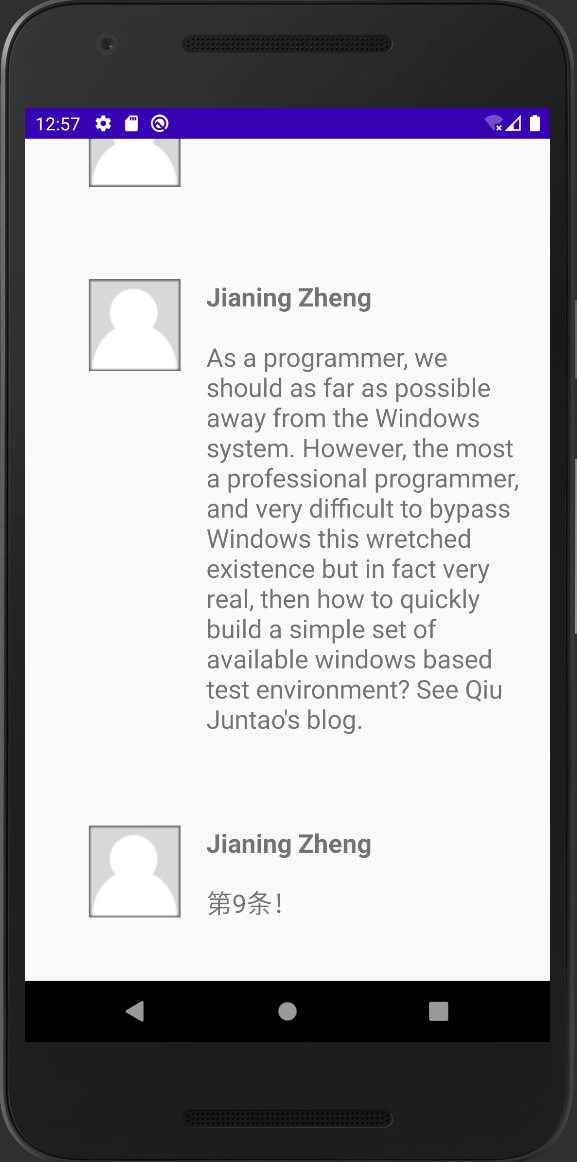 12:57
Jianing Zheng
As a programmer, we
should as far as possible
away from the Windows
system. However, the most
a professional programmer,
and very difficult to bypass
Windows this wretched
existence but in fact very
real, then how to quickly
build a simple set of
available windows based
test environment? See Qiu
Juntao's blog.
Jianing Zheng
第9条！